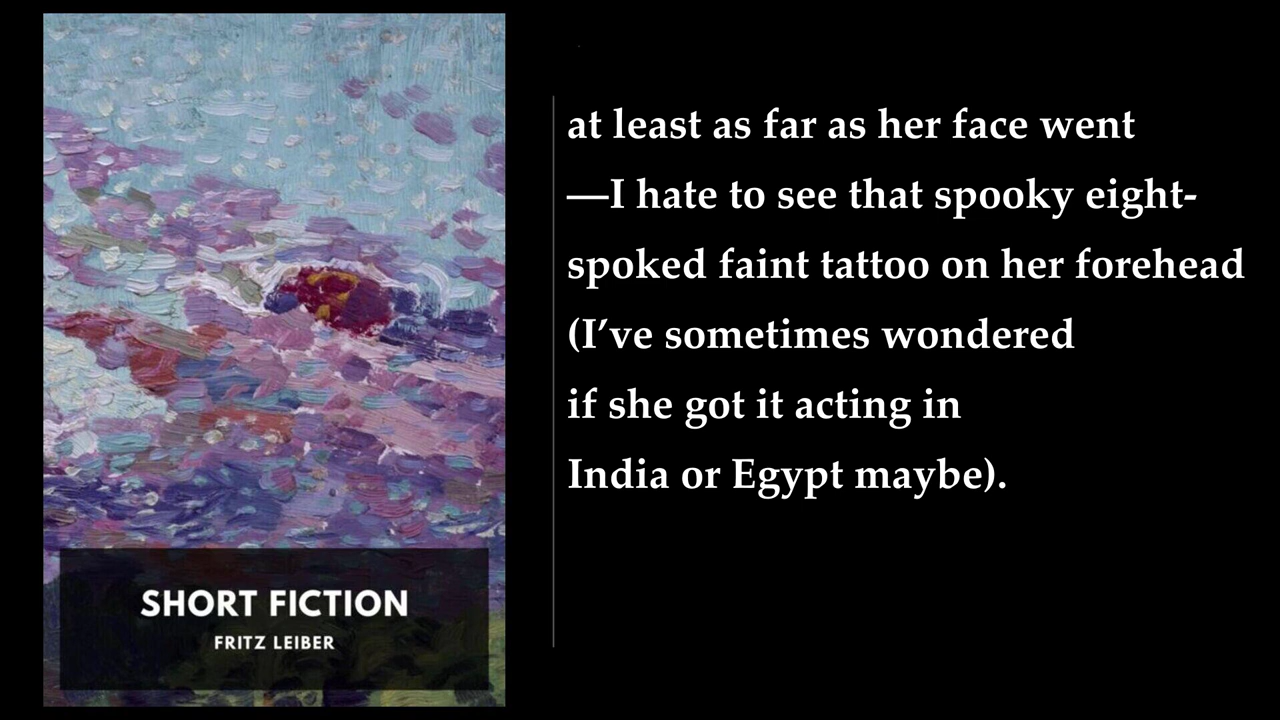 SHORT FICTION
FRITZ LEIBER
at least as far as her face went
—I hate to see that spooky eight-
spoked faint tattoo on her forehead
(I’ve sometimes wondered
if she got it acting in
India or Egypt maybe).